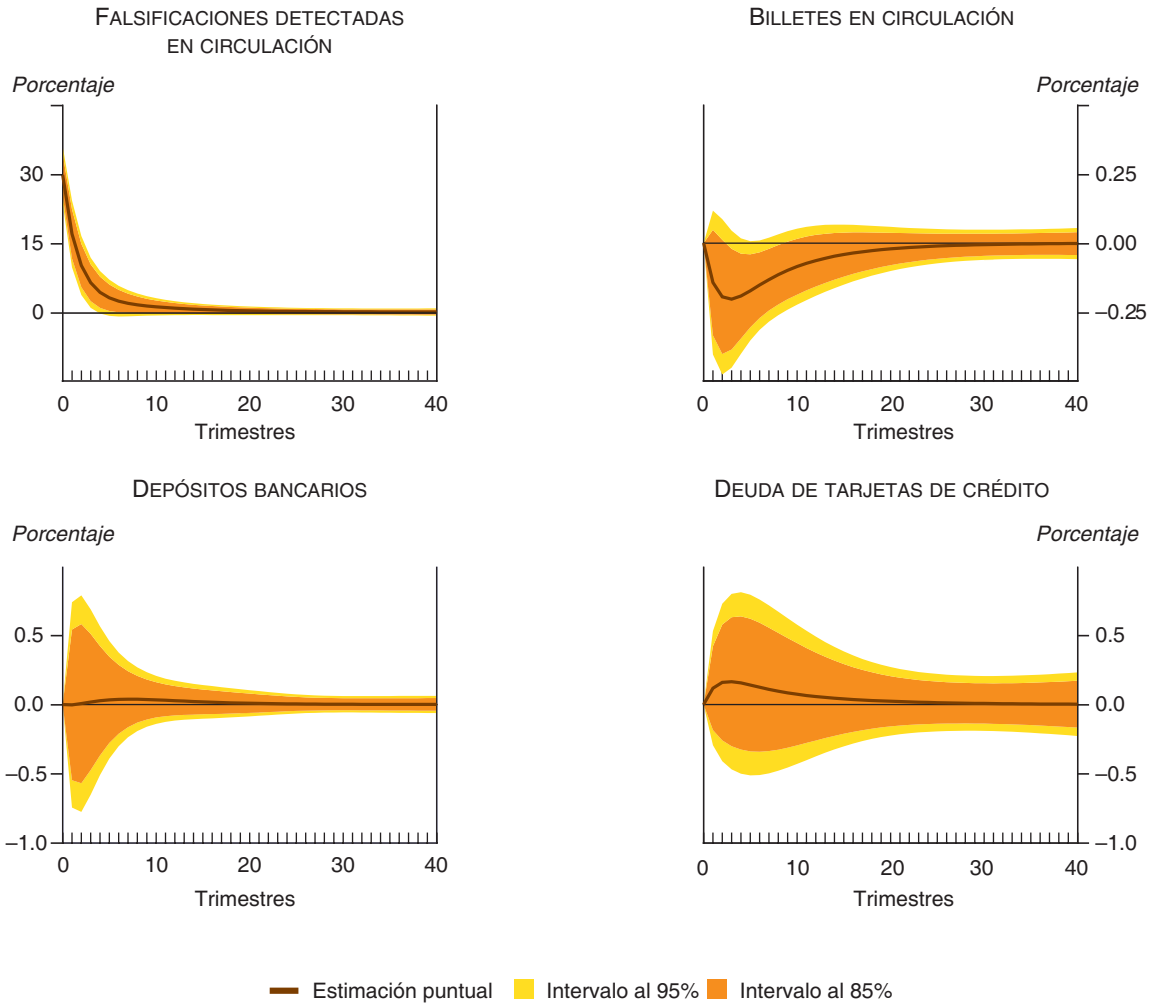 FALSIFICACIONES DETECTADAS
EN CIRCULACIÓN
Porcentaje
30
15
0
0 10 20 30 40
Trimestres
BILLETES EN CIRCULACIÓN
Porcentaje
0.25
0.00
−0.25
0 10 20 30 40
Trimestres
DEPÓSITOS BANCARIOS
Porcentaje
0.5
0.0
−0.5
−1.0
0 10 20 30 40
Trimestres
DEUDA DE TARJETAS DE CRÉDITO
Porcentaje
0.5
0.0
−0.5
−1.0
0 10 20 30 40
Trimestres
Estimación puntual Intervalo al 95% Intervalo al 85%